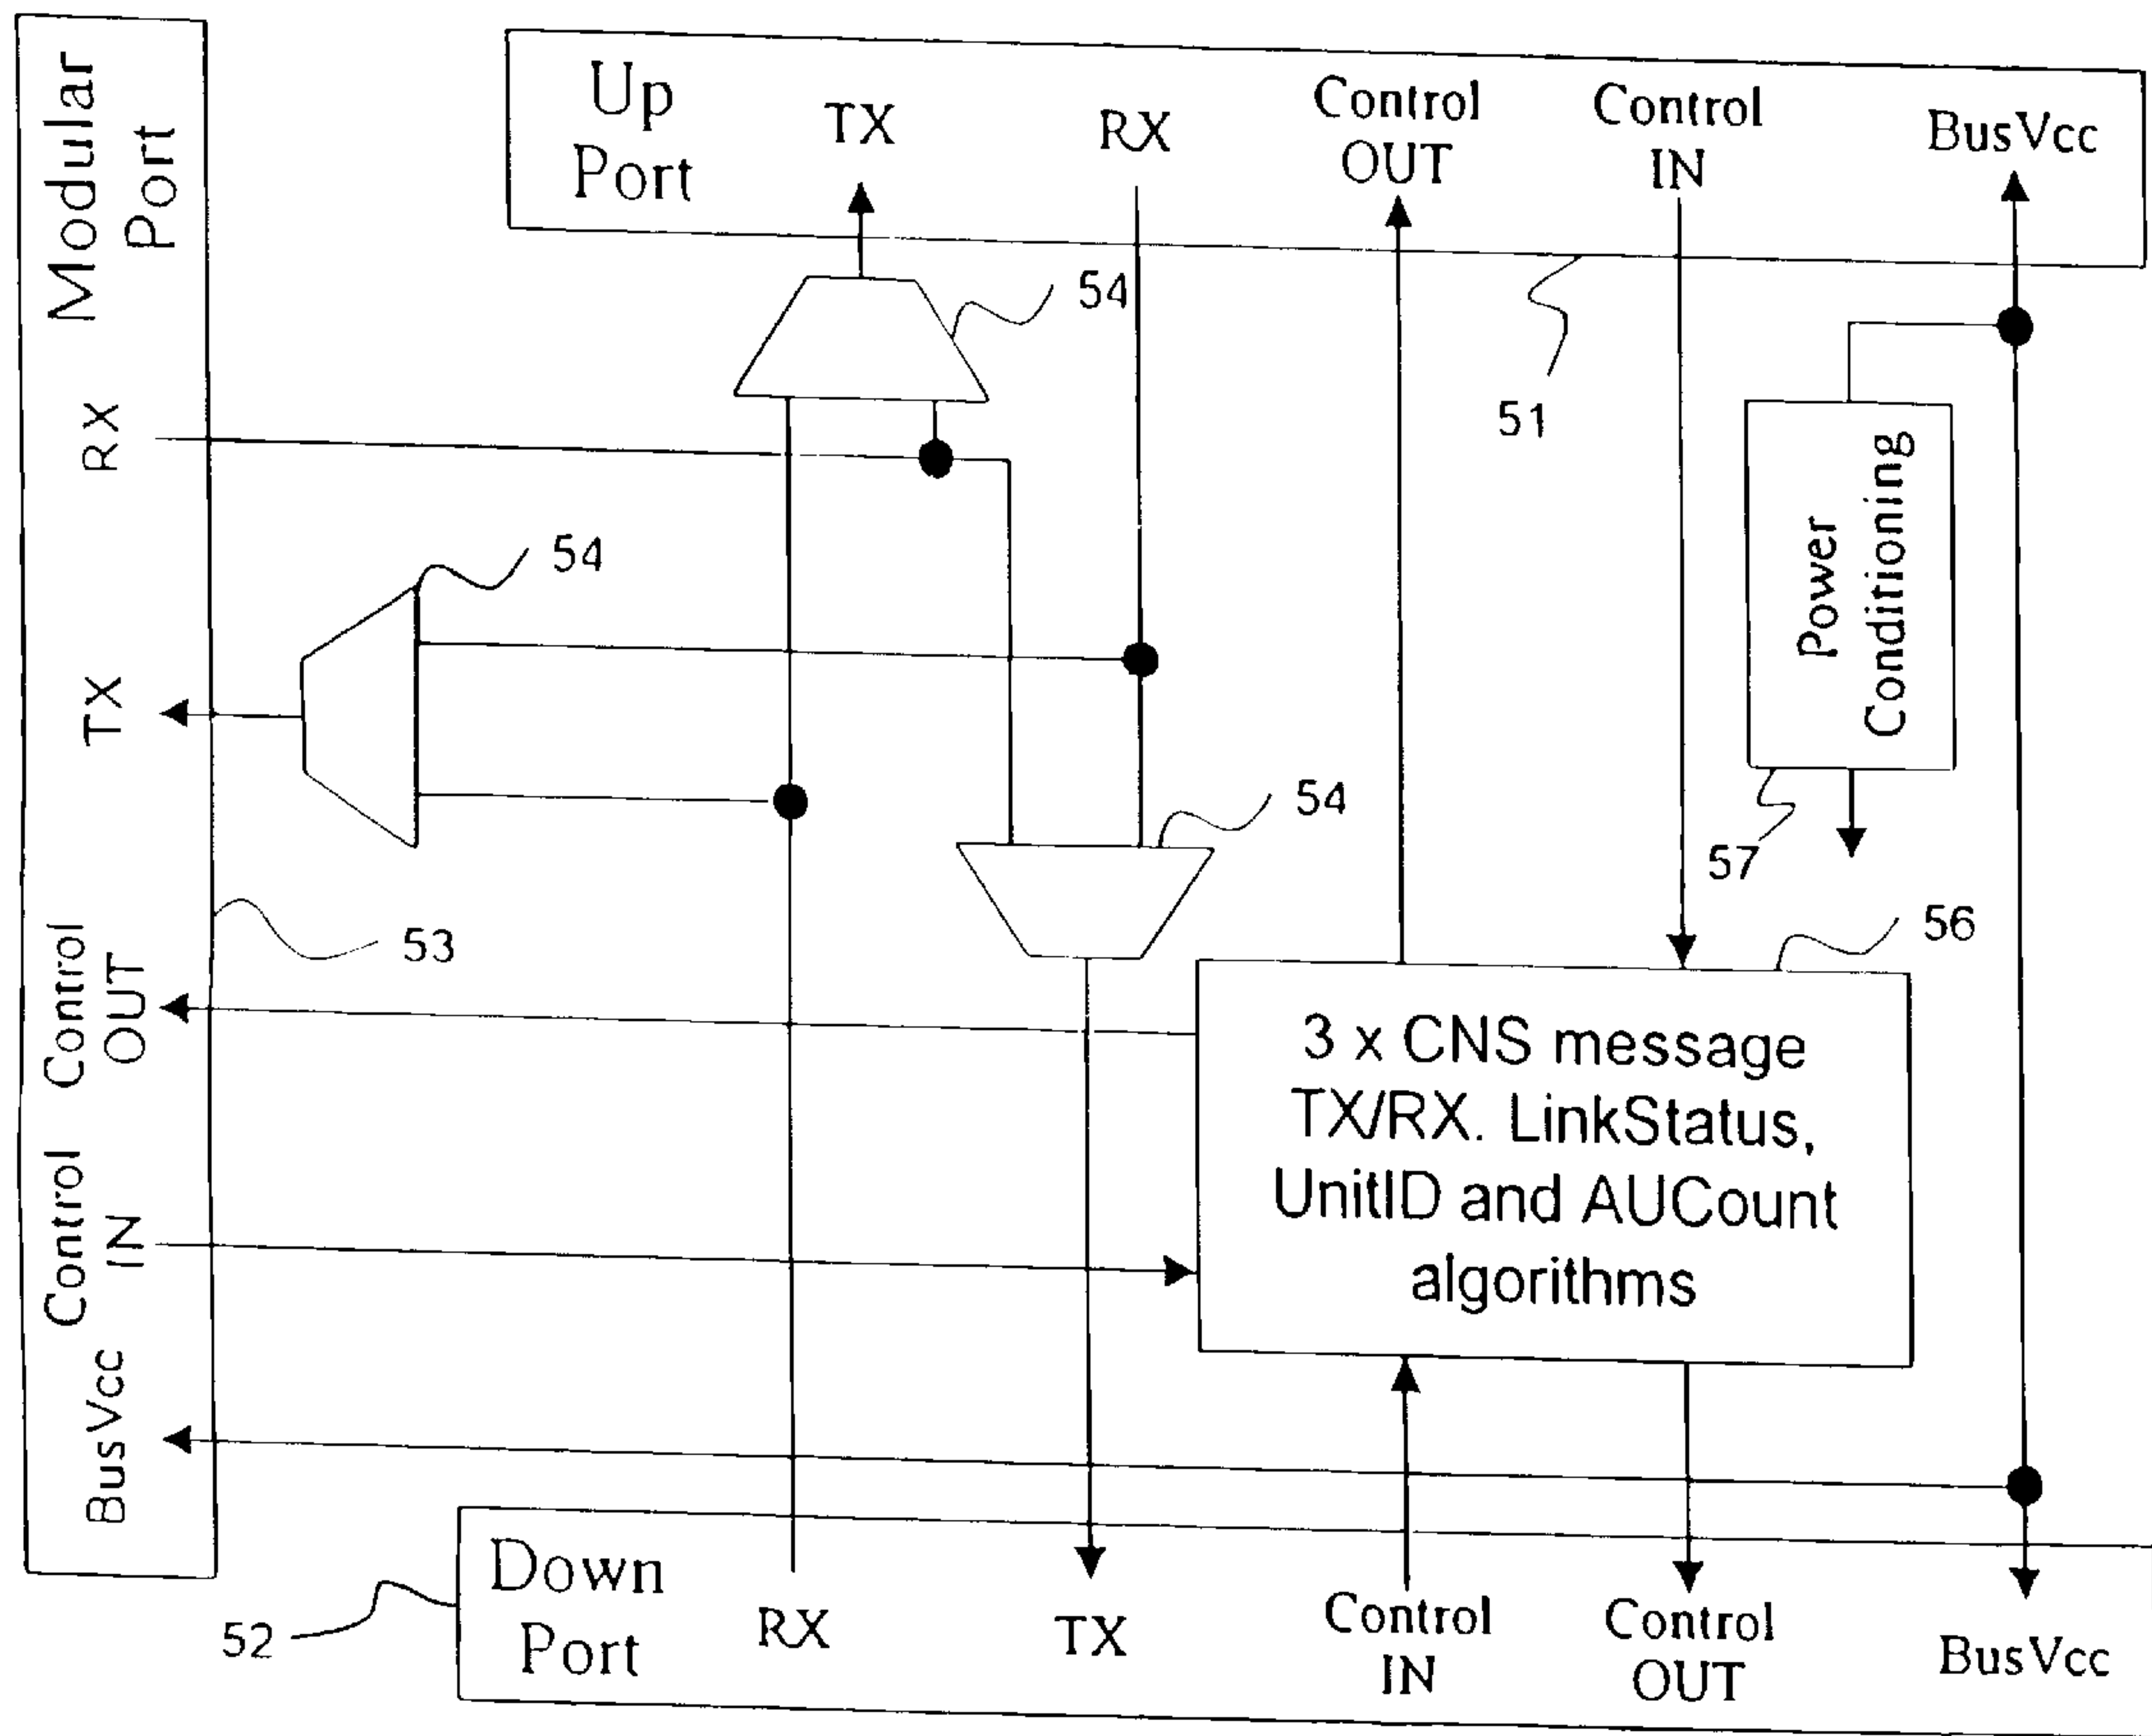 Modular
Port
RX
TX
Control
OUT
Control
IN
BusVcc
Up
Port
TX
RX
Control
OUT
Control
IN
BusVcc
54
51
54
Power
Conditioning
54
57
53
56
3 x CNS message
TX/RX. LinkStatus,
UnitID and AUCount
algorithms
52
Down
Port
RX
TX
Control
IN
Control
OUT
BusVcc